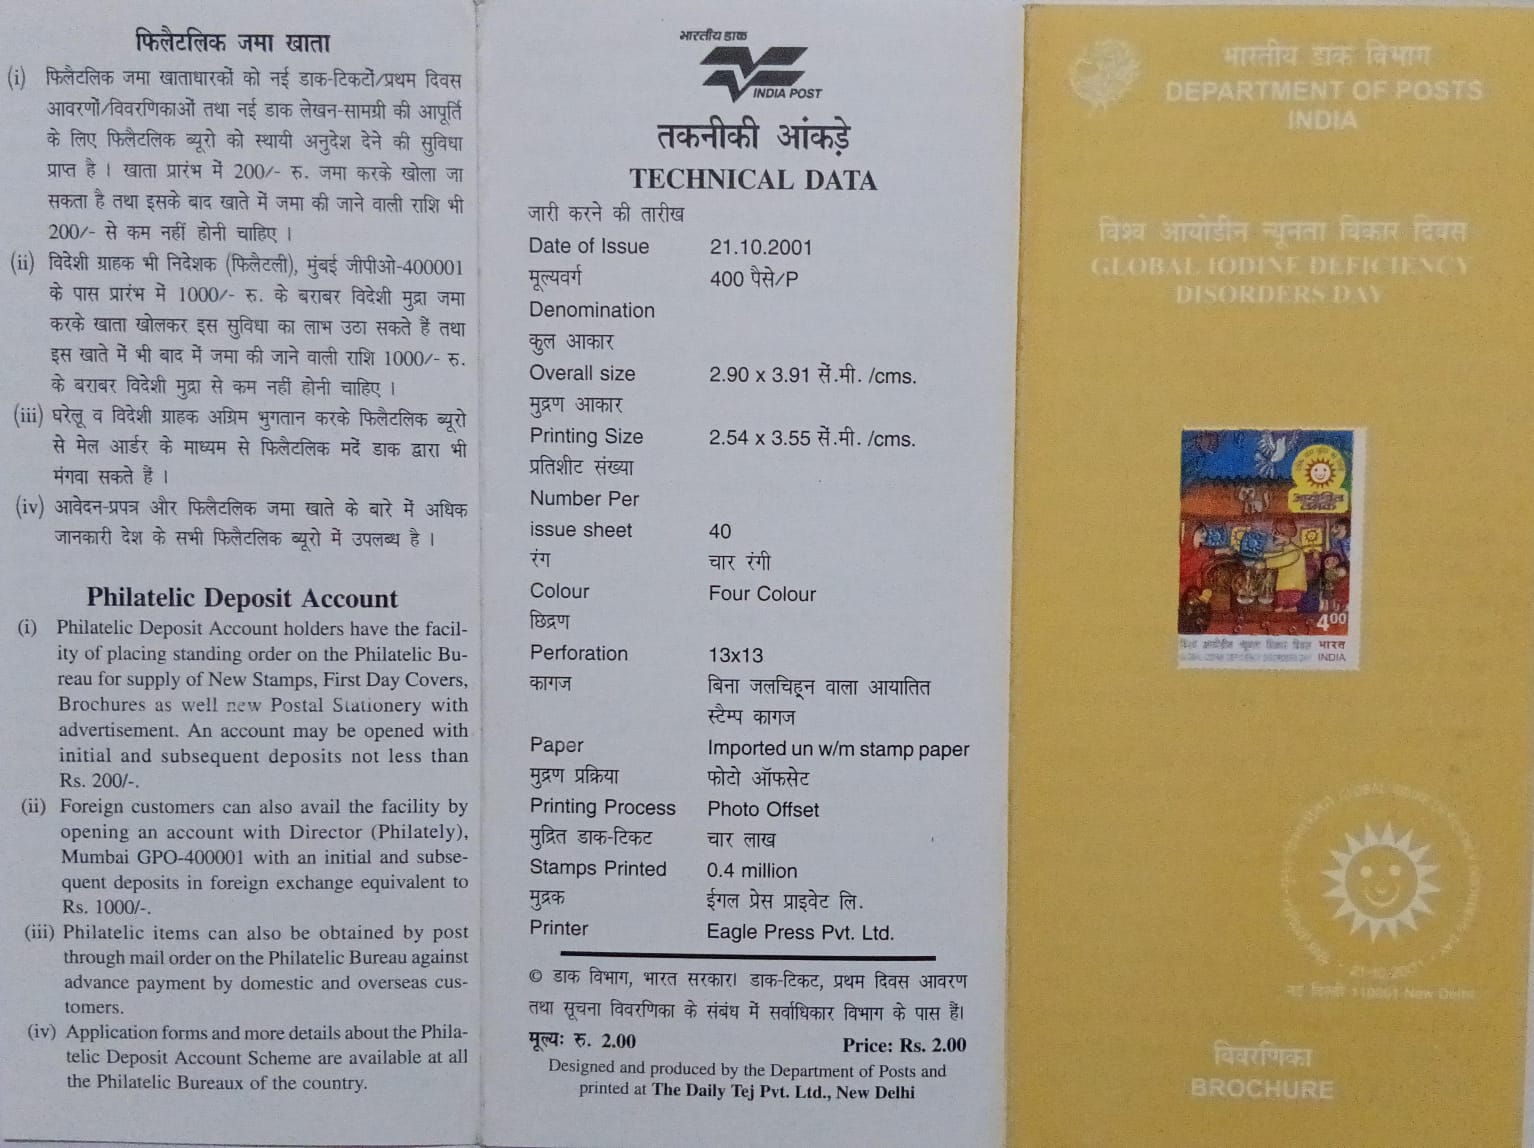 फिलैटलिक जमा खाता
(i) फिलैटलिक जमा खाताधारकों को नई डाक-टिकटों/प्रथम दिवस
आवरणों/विवरणिकाओं तथा नई डाक लेखन-सामग्री की आपूर्ति
के लिए फिलैटलिक ब्यूरो को स्थायी अनुदेश देने की सुविधा
प्राप्त है । खाता प्रारंभ में 200/- रु. जमा करके खोला जा
सकता है तथा इसके बाद खाते में जमा की जाने वाली राशि भी
200/- से कम नहीं होनी चाहिए ।
(ii) विदेशी ग्राहक भी निदेशक (फिलैटली), मुंबई जीपीओ-400001
के पास प्रारंभ में 1000/- रु. के बराबर विदेशी मुद्रा जमा
करके खाता खोलकर इस सुविधा का लाभ उठा सकते हैं तथा
इस खाते में भी बाद में जमा की जाने वाली राशि 1000/- रु.
के बराबर विदेशी मुद्रा से कम नहीं होनी चाहिए ।
(iii) घरेलू व विदेशी ग्राहक अग्रिम भुगतान करके फिलैटलिक ब्यूरो
से मेल आर्डर के माध्यम से फिलैटलिक मदें डाक द्वारा भी
मंगवा सकते हैं ।
(iv) आवेदन-प्रपत्र और फिलैटलिक जमा खाते के बारे में अधिक
जानकारी देश के सभी फिलैटलिक ब्यूरो में उपलब्ध है ।
Philatelic Deposit Account
(i) Philatelic Deposit Account holders have the facil-
ity of placing standing order on the Philatelic Bu-
reau for supply of New Stamps, First Day Covers,
Brochures as well new Postal Stationery with
advertisement. An account may be opened with
initial and subsequent deposits not less than
Rs. 200/-.
(ii) Foreign customers can also avail the facility by
opening an account with Director (Philately),
Mumbai GPO-400001 with an initial and subse-
quent deposits in foreign exchange equivalent to
Rs. 1000/-.
(iii) Philatelic items can also be obtained by post
through mail order on the Philatelic Bureau against
advance payment by domestic and overseas cus-
tomers.
(iv) Application forms and more details about the Phila-
telic Deposit Account Scheme are available at all
the Philatelic Bureaux of the country.
भारतीय डाक
INDIA POST
तकनीकी आंकड़े
TECHNICAL DATA
जारी करने की तारीख
Date of Issue 21.10.2001
मूल्यवर्ग 400 पैसे/P
Denomination
कुल आकार
Overall size 2.90 x 3.91 सें.मी. /cms.
मुद्रण आकार
Printing Size 2.54 x 3.55 सें.मी. /cms.
प्रतिशीट संख्या
Number Per
issue sheet 40
रंग चार रंगी
Colour Four Colour
छिद्रण
Perforation 13x13
कागज बिना जलचिह्न वाला आयातित
स्टैम्प कागज
Paper Imported un w/m stamp paper
मुद्रण प्रक्रिया फोटो ऑफसेट
Printing Process Photo Offset
मुद्रित डाक-टिकट चार लाख
Stamps Printed 0.4 million
मुद्रक ईगल प्रेस प्राइवेट लि.
Printer Eagle Press Pvt. Ltd.
© डाक विभाग, भारत सरकार। डाक-टिकट, प्रथम दिवस आवरण
तथा सूचना विवरणिका के संबंध में सर्वाधिकार विभाग के पास हैं।
मूल्य: रु. 2.00 Price: Rs. 2.00
Designed and produced by the Department of Posts and
printed at The Daily Tej Pvt. Ltd., New Delhi
भारतीय डाक विभाग
DEPARTMENT OF POSTS
INDIA
विश्व आयोडीन न्यूनता विकार दिवस
GLOBAL IODINE DEFICIENCY
DISORDERS DAY
आयोडिन
नमक
4 00
विश्व आयोडीन न्यूनता विकार दिवस भारत
GLOBAL IODINE DEFICIENCY DISORDERS DAY INDIA
21-10-2001
नई दिल्ली 110001 New Delhi
विवरणिका
BROCHURE